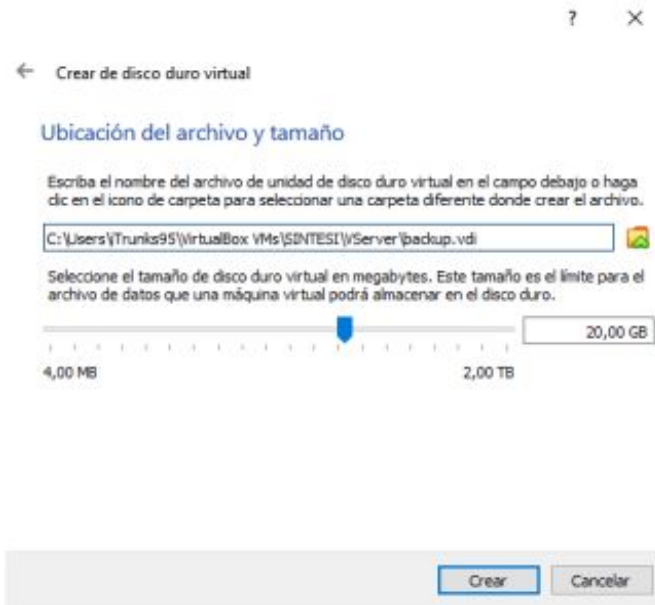 ?
Crear de disco duro virtual
Ubicación del archivo y tamaño
Escriba el nombre del archivo de unidad de disco duro virtual en el campo debajo o haga
clic en el icono de carpeta para seleccionar una carpeta diferente donde crear el archivo.
C:\Users\jTrunks95\VirtualBox VMs\SINTESI\VServer\backup.vdi
Seleccione el tamaño de disco duro virtual en megabytes. Este tamaño es el límite para el
archivo de datos que una máquina virtual podrá almacenar en el disco duro.
20,00 GB
4,00 MB 2,00 TB
Crear Cancelar